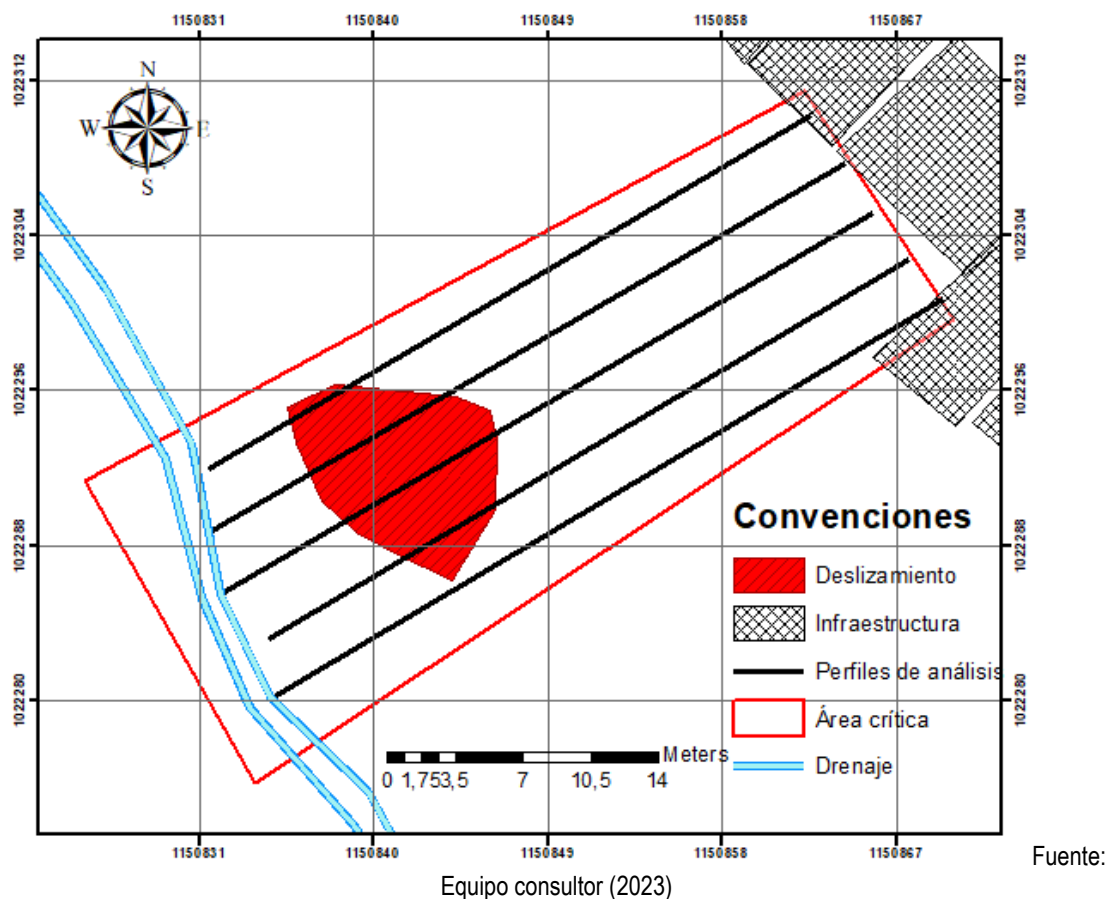 1150831 1150840 1150849 1150858 1150867
1022312 1022312
N
W E
S
1022304 1022304
1022296 1022296
1022288 1022288
1022280 1022280
Convenciones
Deslizamiento
Infraestructura
Perfiles de análisis
Área crítica
Drenaje
Meters
0 1,75 3,5 7 10,5 14
1150831 1150840 1150849 1150858 1150867
Fuente:
Equipo consultor (2023)